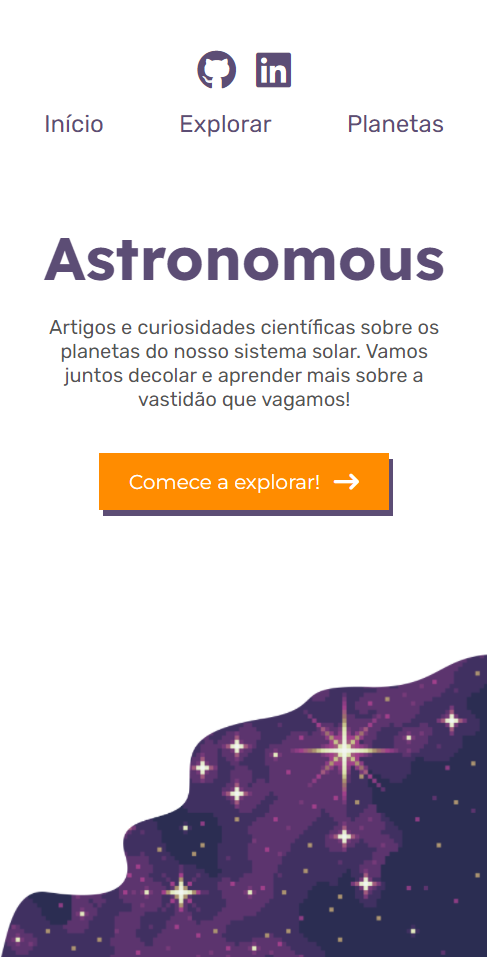 Início Explorar Planetas
Astronomous
Artigos e curiosidades científicas sobre os
planetas do nosso sistema solar. Vamos
juntos decolar e aprender mais sobre a
vastidão que vagamos!
Comece a explorar!